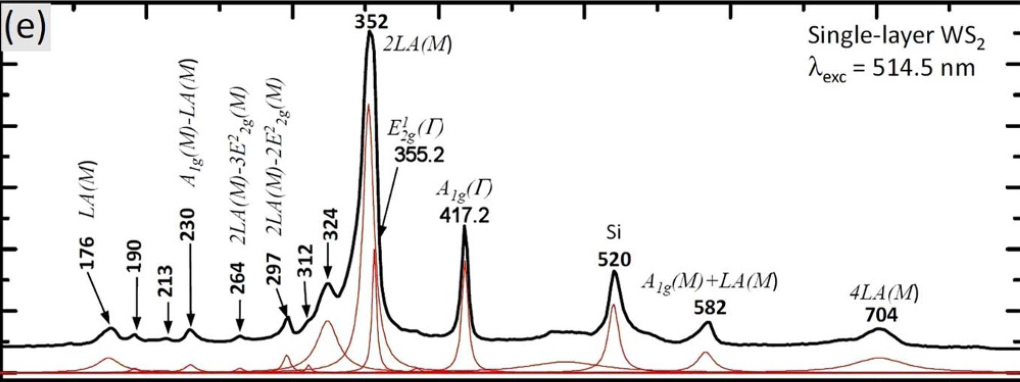 (e)
Single-layer WS₂
λexc = 514.5 nm
352
2LA(M)
E¹2g(Γ)
355.2
A1g(Γ)
417.2
Si
520
A1g(M)+LA(M)
582
4LA(M)
704
176 LA(M)
190
213
230 A1g(M)-LA(M)
264 2LA(M)-3E²2g(M)
297 2LA(M)-2E²2g(M)
312
324